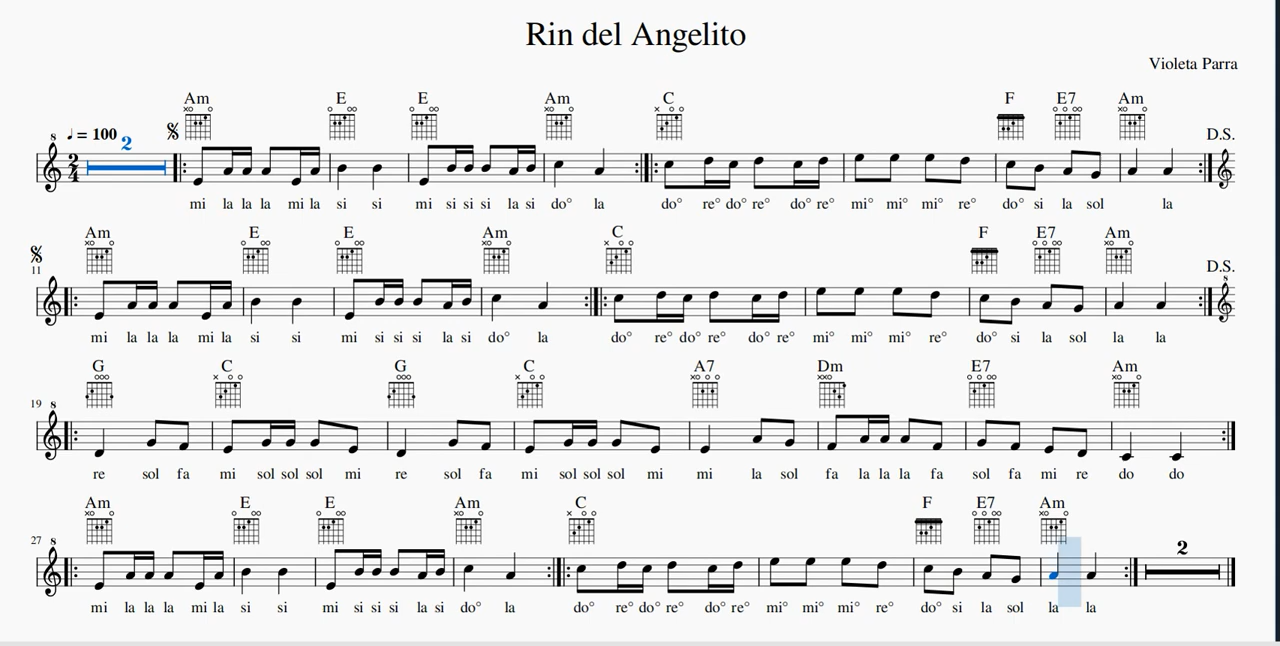 Rin del Angelito
Violeta Parra
Am E E Am C F E7 Am
♩ = 100 2 D.S.
8
2
4
mi la la la mi la si si mi si si si la si do° la do° re° do° re° do° re° mi° mi° mi° re° do° si la sol la
Am E E Am C F E7 Am
D.S.
11
8
mi la la la mi la si si mi si si si la si do° la do° re° do° re° do° re° mi° mi° mi° re° do° si la sol la la
G C G C A7 Dm E7 Am
19 8
re sol fa mi sol sol sol mi re sol fa mi sol sol sol mi mi la sol fa la la la fa sol fa mi re do do
Am E E Am C F E7 Am
27 8 2
mi la la la mi la si si mi si si si la si do° la do° re° do° re° do° re° mi° mi° mi° re° do° si la sol la la